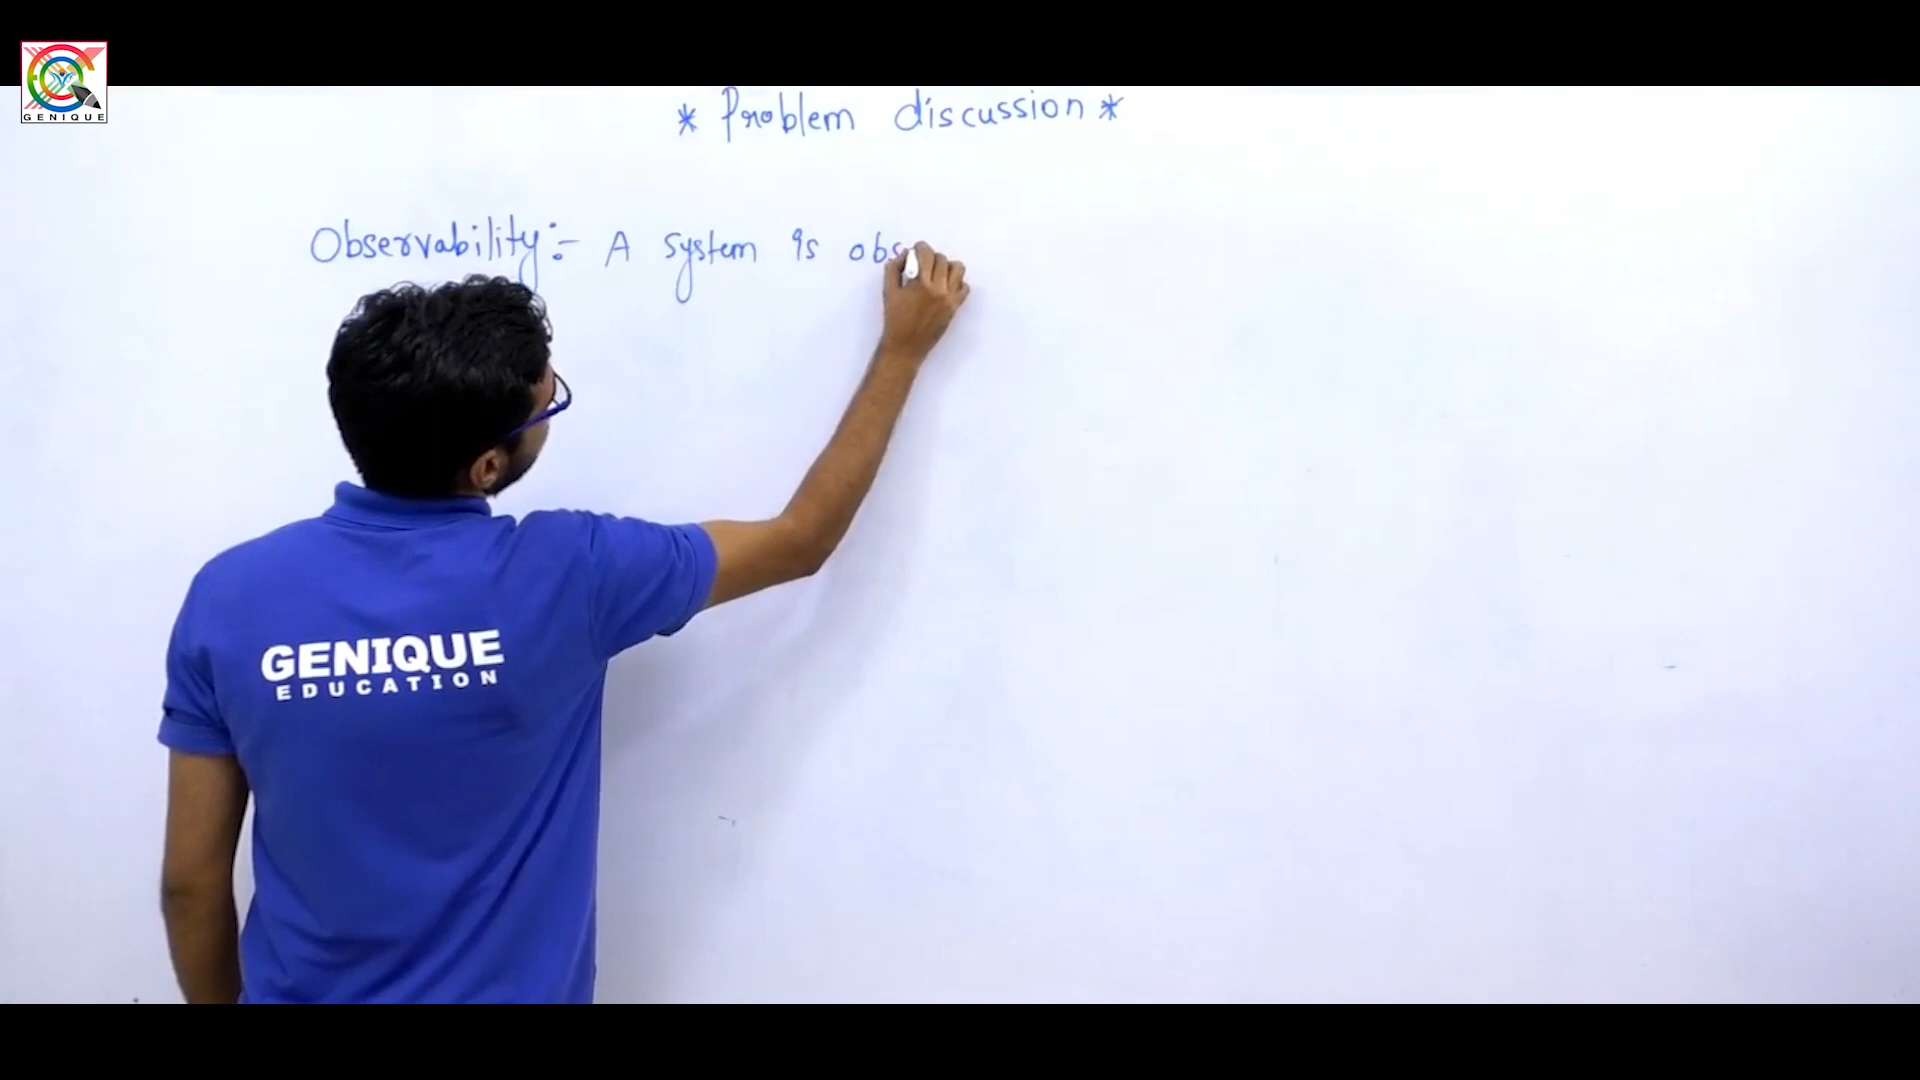 GENIQUE
* Problem discussion *
Observability :- A system is obs
GENIQUE
EDUCATION